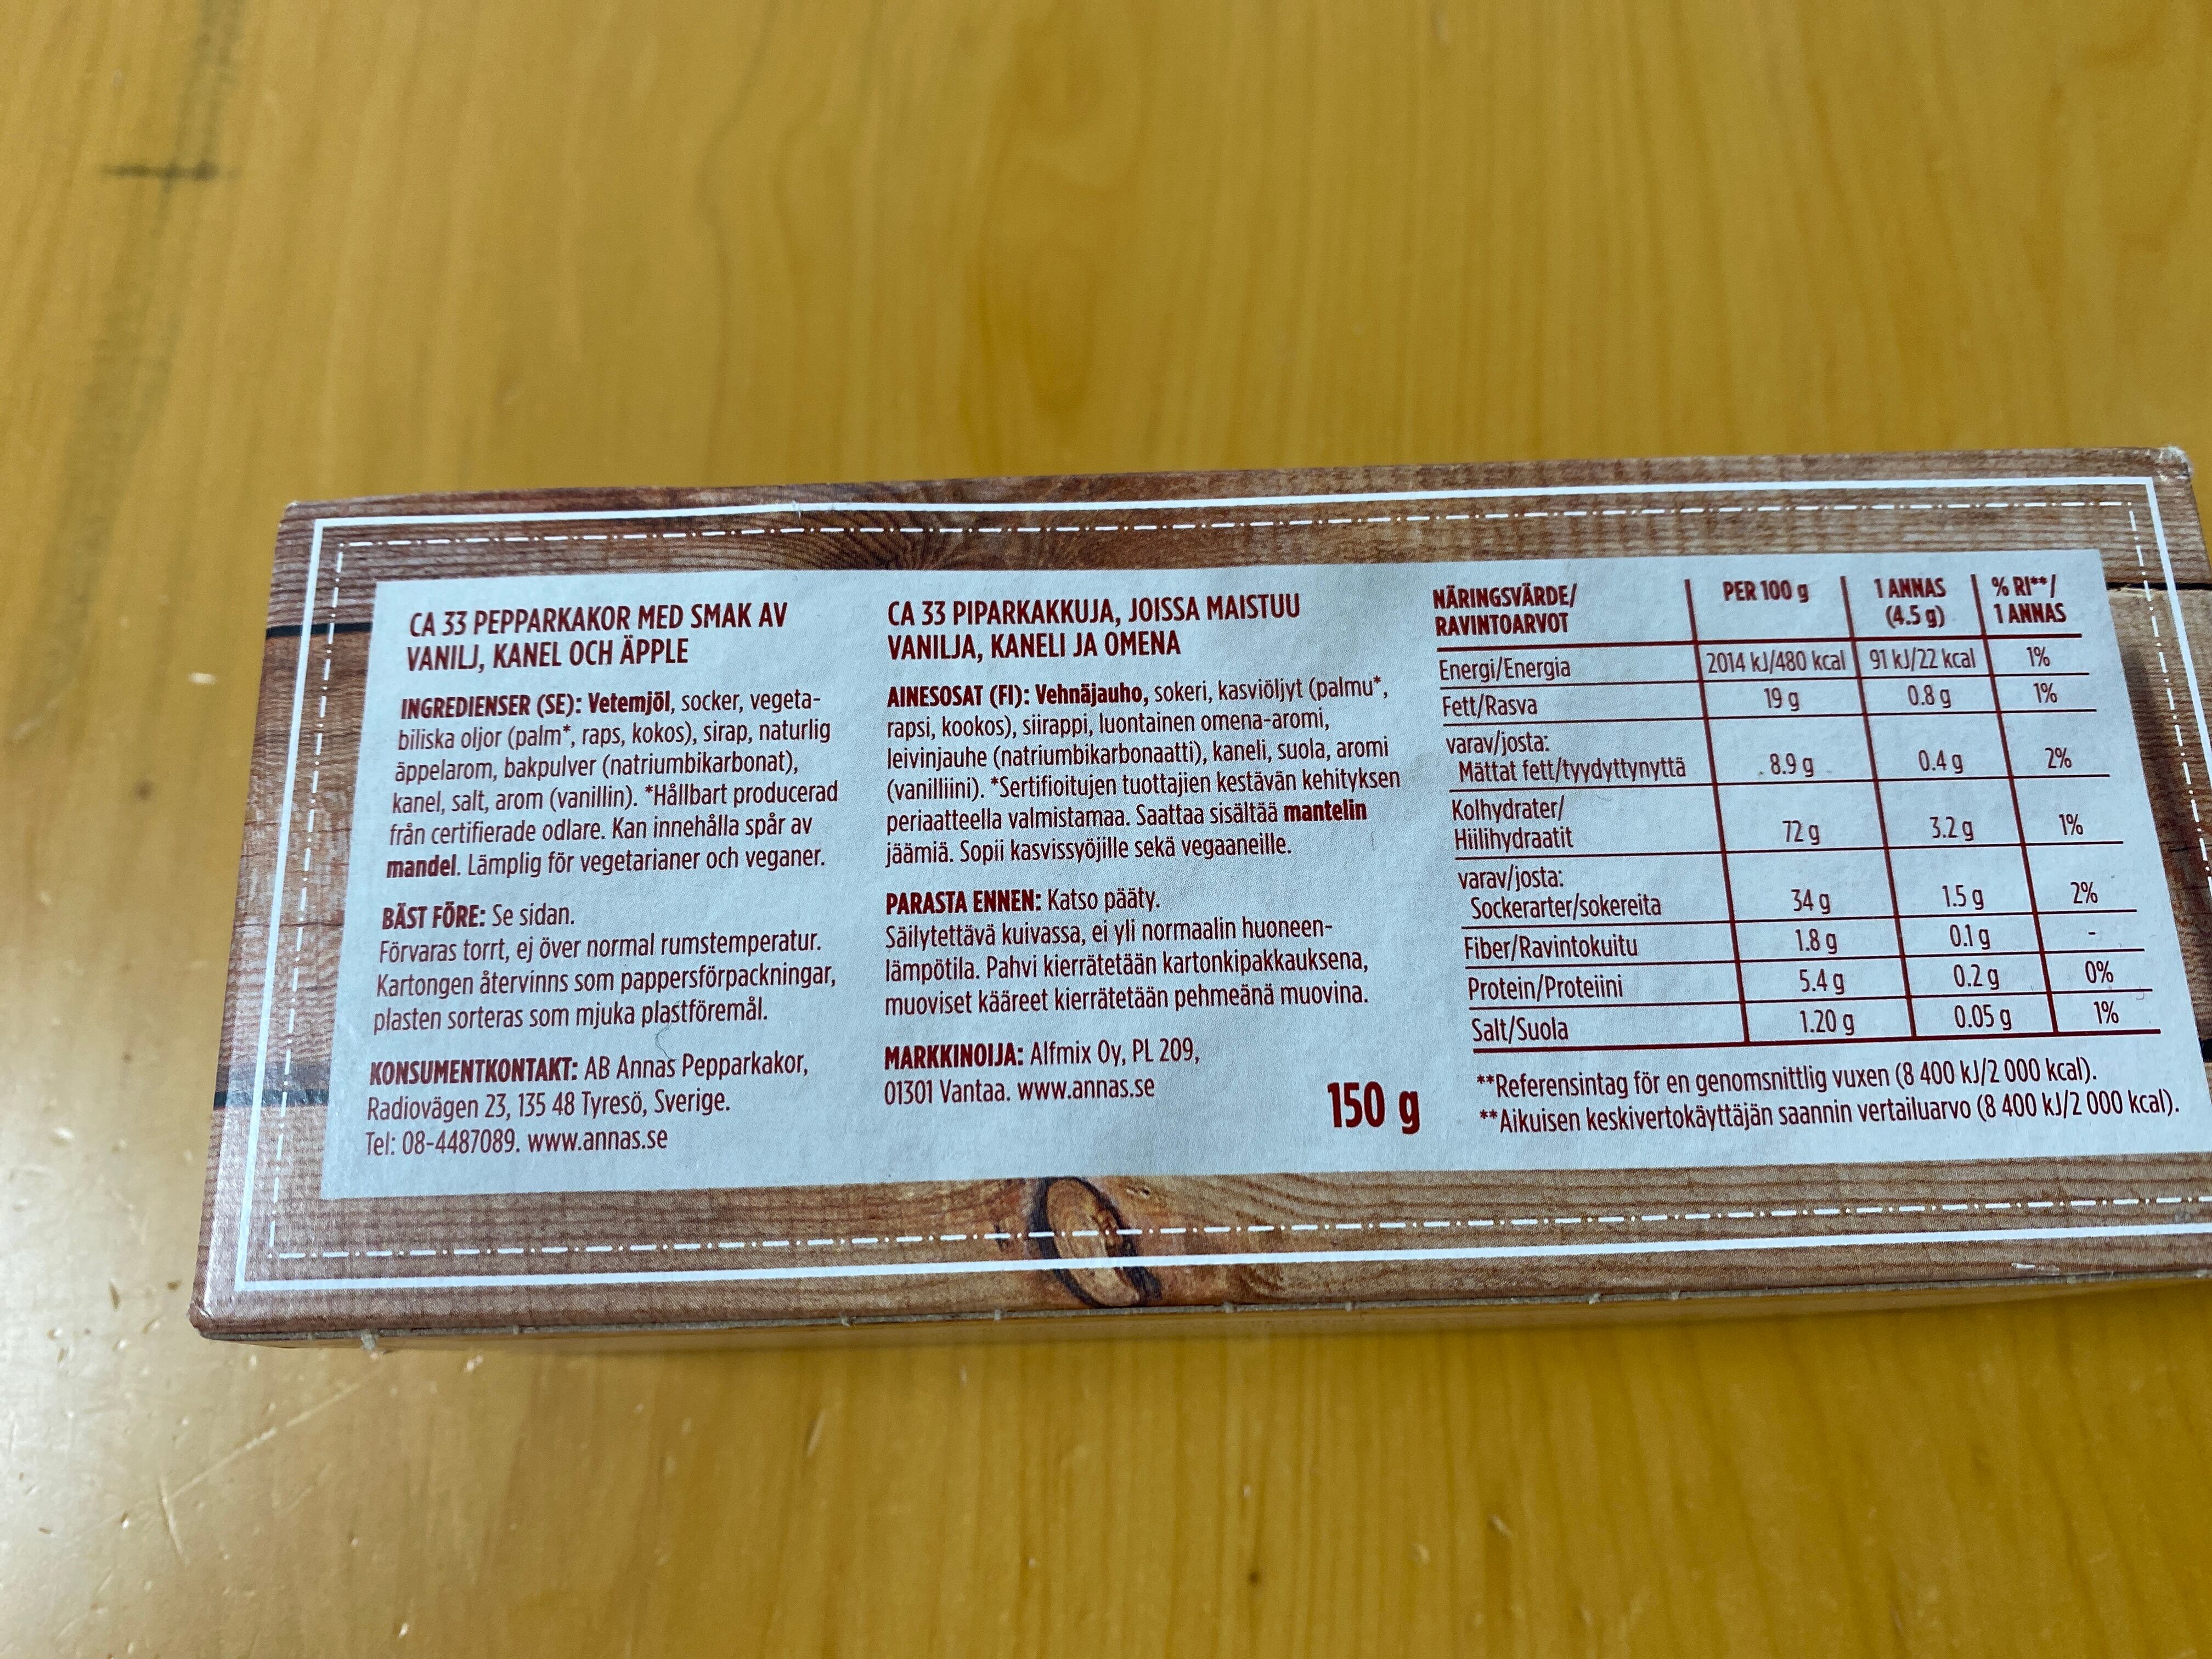 CA 33 PEPPARKAKOR MED SMAK AV
VANILJ, KANEL OCH ÄPPLE
INGREDIENSER (SE): Vetemjöl, socker, vegeta-
biliska oljor (palm*, raps, kokos), sirap, naturlig
äppelarom, bakpulver (natriumbikarbonat),
kanel, salt, arom (vanillin). *Hållbart producerad
från certifierade odlare. Kan innehålla spår av
mandel. Lämplig för vegetarianer och veganer.
BÄST FÖRE: Se sidan.
Förvaras torrt, ej över normal rumstemperatur.
Kartongen återvinns som pappersförpackningar,
plasten sorteras som mjuka plastföremål.
KONSUMENTKONTAKT: AB Annas Pepparkakor,
Radiovägen 23, 135 48 Tyresö, Sverige.
Tel: 08-4487089. www.annas.se
CA 33 PIPARKAKKUJA, JOISSA MAISTUU
VANILJA, KANELI JA OMENA
AINESOSAT (FI): Vehnäjauho, sokeri, kasviöljyt (palmu*,
rapsi, kookos), siirappi, luontainen omena-aromi,
leivinjauhe (natriumbikarbonaatti), kaneli, suola, aromi
(vanilliini). *Sertifioitujen tuottajien kestävän kehityksen
periaatteella valmistamaa. Saattaa sisältää mantelin
jäämiä. Sopii kasvissyöjille sekä vegaaneille.
PARASTA ENNEN: Katso pääty.
Säilytettävä kuivassa, ei yli normaalin huoneen-
lämpötila. Pahvi kierrätetään kartonkipakkauksena,
muoviset kääreet kierrätetään pehmeänä muovina.
MARKKINOIJA: Alfmix Oy, PL 209,
01301 Vantaa. www.annas.se
150 g
NÄRINGSVÄRDE/
RAVINTOARVOT
PER 100 g
1 ANNAS
(4.5 g)
% RI**/
1 ANNAS
Energi/Energia 2014 kJ/480 kcal 91 kJ/22 kcal 1%
Fett/Rasva 19 g 0.8 g 1%
varav/josta:
Mättat fett/tyydyttynyttä 8.9 g 0.4 g 2%
Kolhydrater/
Hiilihydraatit 72 g 3.2 g 1%
varav/josta:
Sockerarter/sokereita 34 g 1.5 g 2%
Fiber/Ravintokuitu 1.8 g 0.1 g -
Protein/Proteiini 5.4 g 0.2 g 0%
Salt/Suola 1.20 g 0.05 g 1%
**Referensintag för en genomsnittlig vuxen (8 400 kJ/2 000 kcal).
**Aikuisen keskivertokäyttäjän saannin vertailuarvo (8 400 kJ/2 000 kcal).